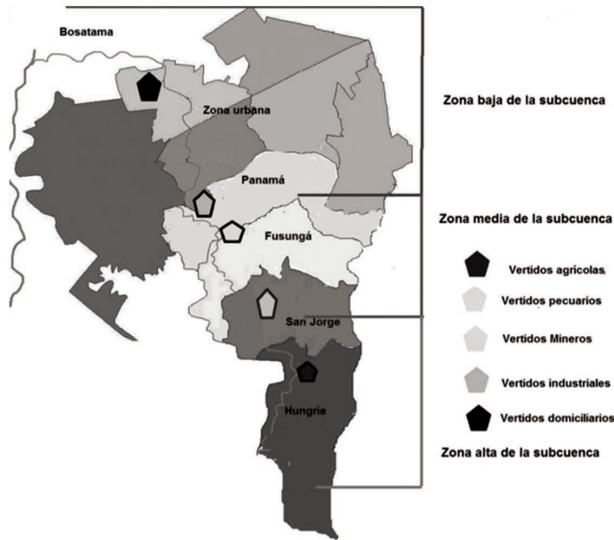 Bosatama
Zona urbana
Panamá
Fusungá
San Jorge
Hungria
Zona baja de la subcuenca
Zona media de la subcuenca
Vertidos agrícolas
Vertidos pecuarios
Vertidos Mineros
Vertidos industriales
Vertidos domiciliarios
Zona alta de la subcuenca